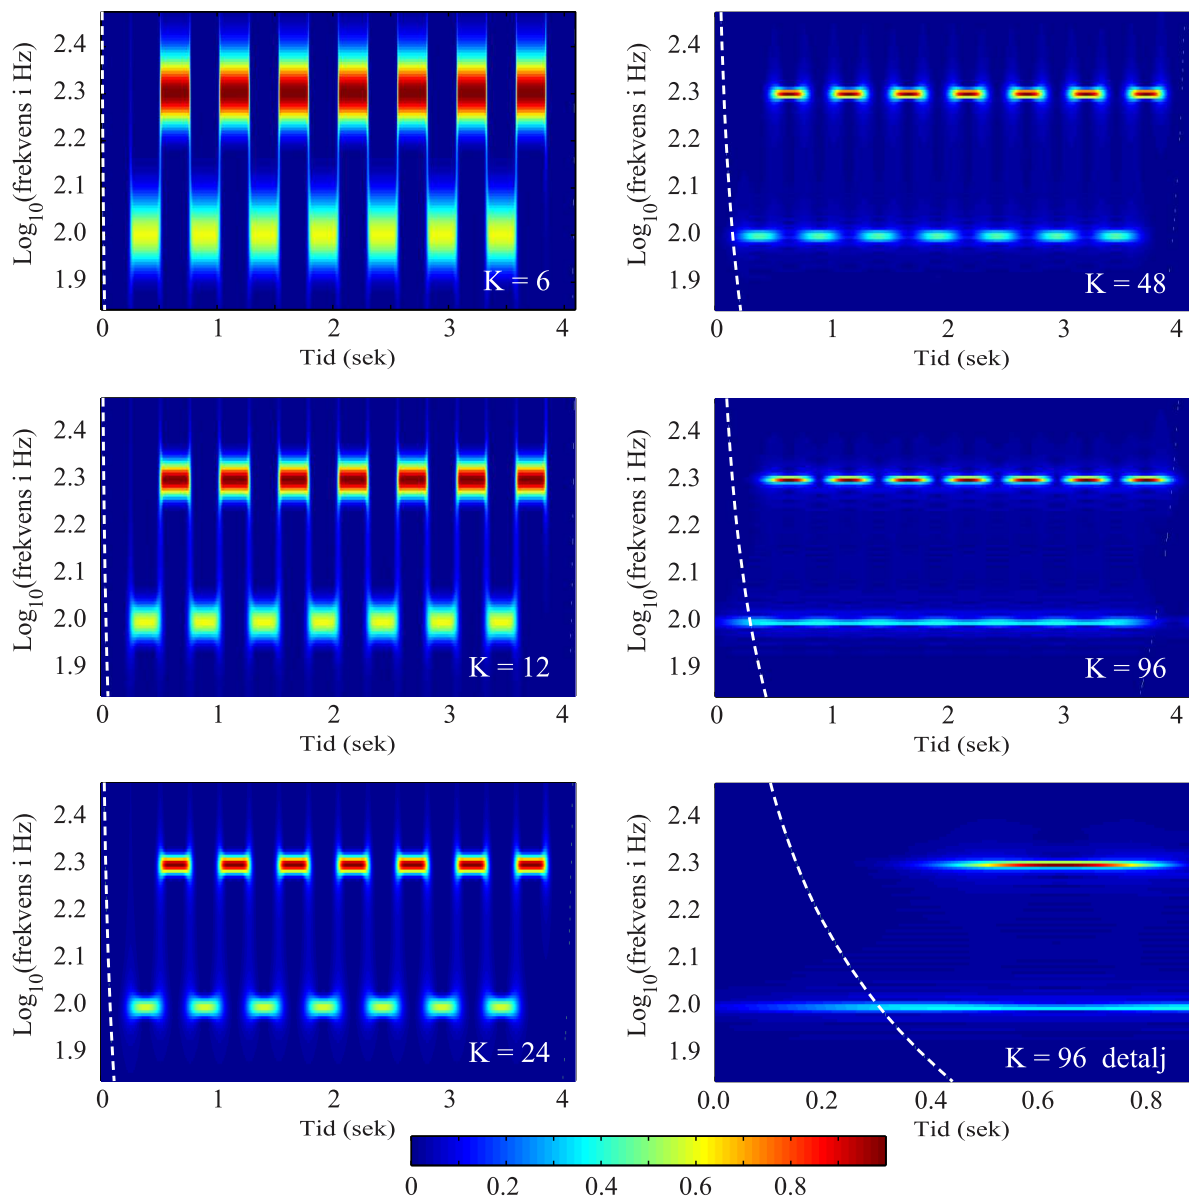 Log10(frekvens i Hz)
2.4
2.3
2.2
2.1
2.0
1.9
K = 6
0 1 2 3 4
Tid (sek)
Log10(frekvens i Hz)
2.4
2.3
2.2
2.1
2.0
1.9
K = 48
0 1 2 3 4
Tid (sek)
Log10(frekvens i Hz)
2.4
2.3
2.2
2.1
2.0
1.9
K = 12
0 1 2 3 4
Tid (sek)
Log10(frekvens i Hz)
2.4
2.3
2.2
2.1
2.0
1.9
K = 96
0 1 2 3 4
Tid (sek)
Log10(frekvens i Hz)
2.4
2.3
2.2
2.1
2.0
1.9
K = 24
0 1 2 3 4
Tid (sek)
Log10(frekvens i Hz)
2.4
2.3
2.2
2.1
2.0
1.9
K = 96 detalj
0.0 0.2 0.4 0.6 0.8
Tid (sek)
0 0.2 0.4 0.6 0.8